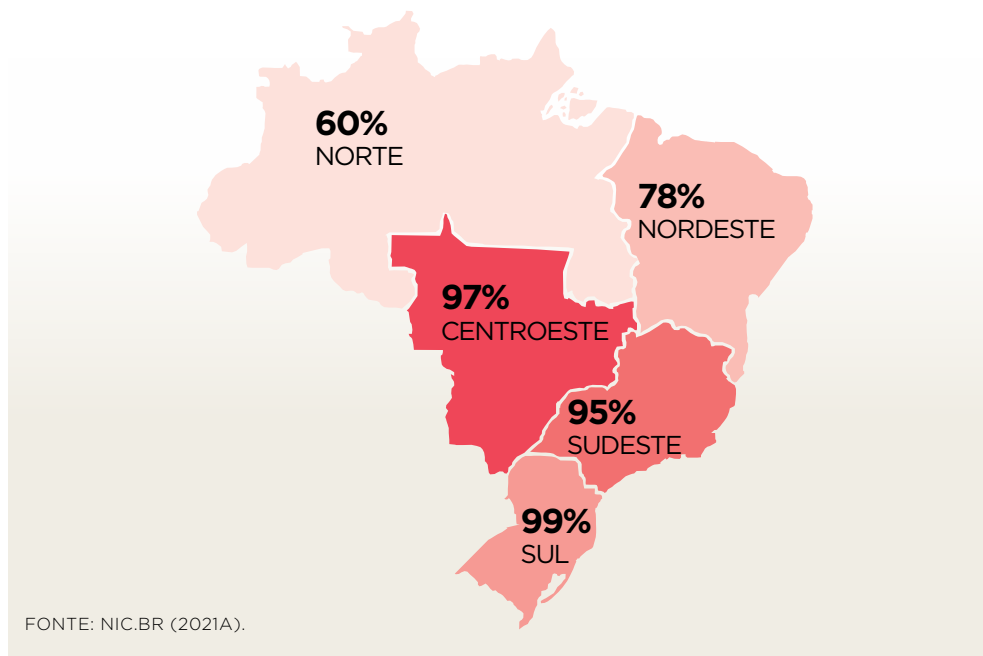 60%
NORTE
78%
NORDESTE
97%
CENTROESTE
95%
SUDESTE
99%
SUL
FONTE: NIC.BR (2021A).